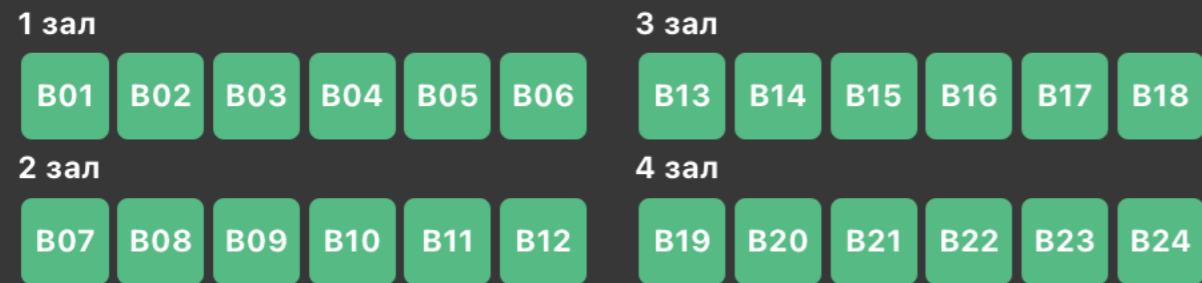 1 зал
B01 B02 B03 B04 B05 B06
2 зал
B07 B08 B09 B10 B11 B12
3 зал
B13 B14 B15 B16 B17 B18
4 зал
B19 B20 B21 B22 B23 B24